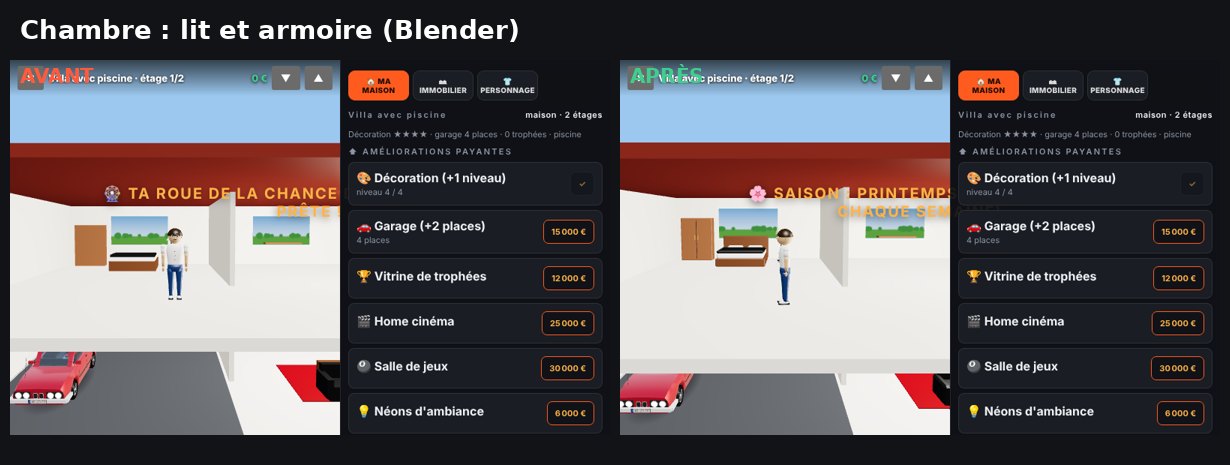 Chambre : lit et armoire (Blender)
AVANT
Villa avec piscine · étage 1/2
0 €
▼
▲
🏠 MA MAISON
🏘 IMMOBILIER
👕 PERSONNAGE
Villa avec piscine
maison · 2 étages
Décoration ★★★★ · garage 4 places · 0 trophées · piscine
⬆ AMÉLIORATIONS PAYANTES
🎡 TA ROUE DE LA CHANCE
PRÊTE !
🎨 Décoration (+1 niveau)
niveau 4 / 4
✓
🚗 Garage (+2 places)
4 places
15 000 €
🏆 Vitrine de trophées
12 000 €
🎬 Home cinéma
25 000 €
🎱 Salle de jeux
30 000 €
💡 Néons d'ambiance
6 000 €
APRÈS
Villa avec piscine · étage 1/2
0 €
▼
▲
🏠 MA MAISON
🏘 IMMOBILIER
👕 PERSONNAGE
Villa avec piscine
maison · 2 étages
Décoration ★★★★ · garage 4 places · 0 trophées · piscine
⬆ AMÉLIORATIONS PAYANTES
🌸 SAISON : PRINTEMPS
CHAQUE SEMAINE
🎨 Décoration (+1 niveau)
niveau 4 / 4
✓
🚗 Garage (+2 places)
4 places
15 000 €
🏆 Vitrine de trophées
12 000 €
🎬 Home cinéma
25 000 €
🎱 Salle de jeux
30 000 €
💡 Néons d'ambiance
6 000 €